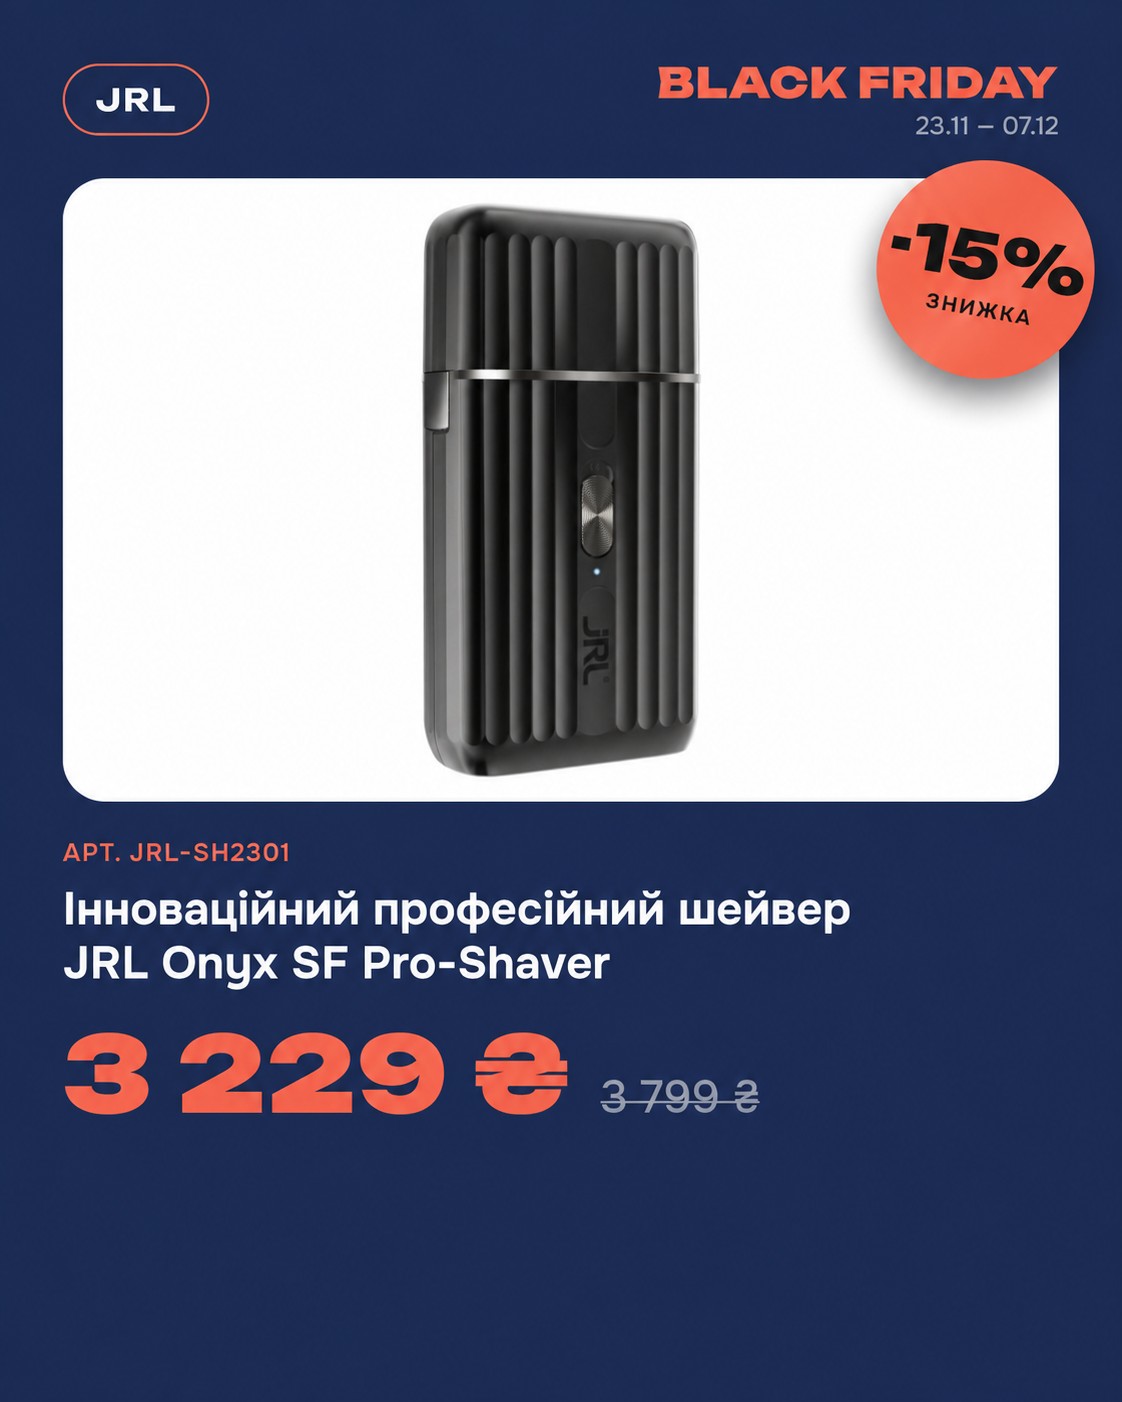 JRL
BLACK FRIDAY
23.11 – 07.12
-15%
ЗНИЖКА
JRL
АРТ. JRL-SH2301
Інноваційний професійний шейвер
JRL Onyx SF Pro-Shaver
3 229 ₴ 3 799 ₴